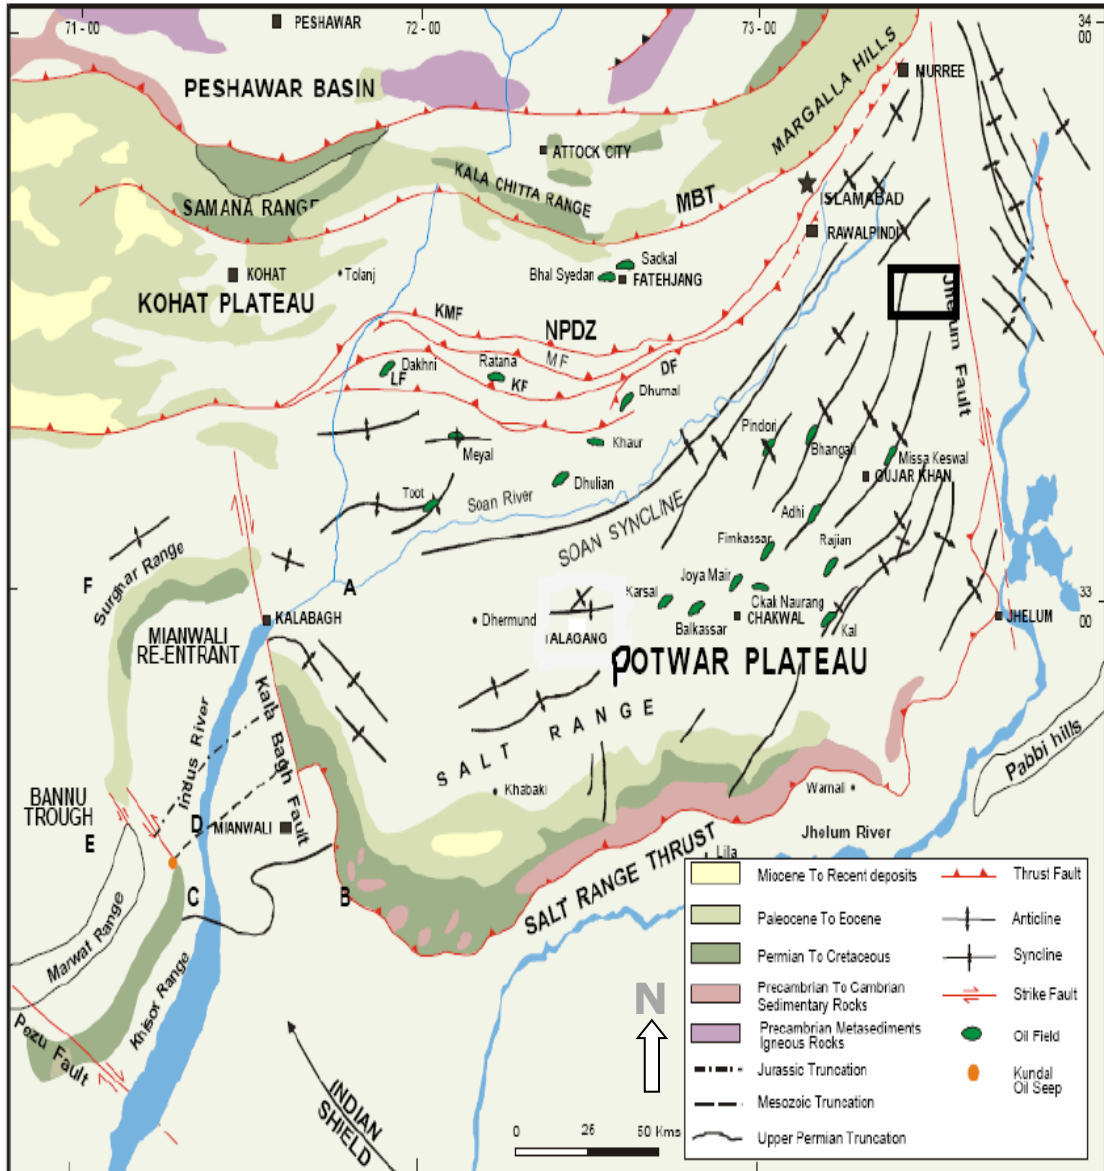 71 - 00
72 - 00
73 - 00
34
00
PESHAWAR
PESHAWAR BASIN
MARGALLA HILLS
MURREE
ATTOCK CITY
KALA CHITTA RANGE
SAMANA RANGE
MBT
ISLAMABAD
RAWALPINDI
KOHAT
Tolanj
Sadkal
Bhal Syedan
FATEHJANG
KOHAT PLATEAU
KMF
NPDZ
MF
Jhelum Fault
Dakhni
LF
Ratana
KF
DF
Dhurnal
Pindori
Bhangali
Missa Keswal
GUJAR KHAN
Khaur
Meyal
Dhulian
Toot
Soan River
SOAN SYNCLINE
Adhi
Fimkassar
Rajian
Surghar Range
F
A
Joya Mair
Karsal
Ckak Naurang
33
00
KALABAGH
Dhermund
TALAGANG
Balkassar
CHAKWAL
Kal
JHELUM
MIANWALI
RE-ENTRANT
POTWAR PLATEAU
Kala Bagh Fault
Indus River
SALT RANGE
Pabbi hills
BANNU
TROUGH
Khabaki
Warnali
D
MIANWALI
E
Jhelum River
Lilla
SALT RANGE THRUST
C
B
Marwat Range
Khisor Range
Pezu Fault
INDIAN
SHIELD
N
0 25 50 Kms
Miocene To Recent deposits
Paleocene To Eocene
Permian To Cretaceous
Precambrian To Cambrian
Sedimentary Rocks
Precambrian Metasediments
Igneous Rocks
Jurassic Truncation
Mesozoic Truncation
Upper Permian Truncation
Thrust Fault
Anticline
Syncline
Strike Fault
Oil Field
Kundal
Oil Seep